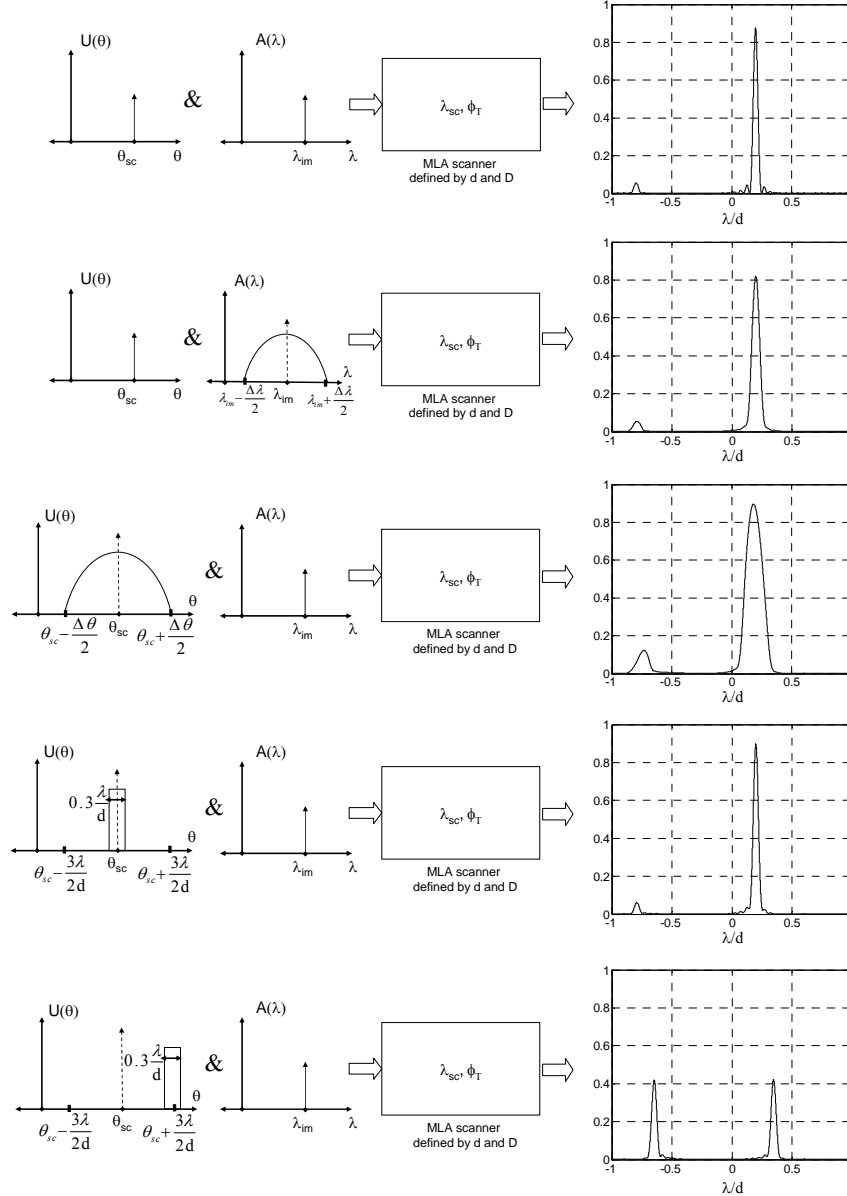 U(θ)
θsc
θ
&
A(λ)
λim
λ
λsc, ϕT
MLA scanner
defined by d and D
1
0.8
0.6
0.4
0.2
0
-1
-0.5
0
0.5
λ/d
U(θ)
θsc
θ
&
A(λ)
λ
λim − Δλ/2
λim
λim + Δλ/2
λsc, ϕT
MLA scanner
defined by d and D
1
0.8
0.6
0.4
0.2
0
-1
-0.5
0
0.5
λ/d
U(θ)
θ
θsc − Δθ/2
θsc
θsc + Δθ/2
&
A(λ)
λim
λ
λsc, ϕT
MLA scanner
defined by d and D
1
0.8
0.6
0.4
0.2
0
-1
-0.5
0
0.5
λ/d
U(θ)
0.3 λ/d
θ
θsc − 3λ/2d
θsc
θsc + 3λ/2d
&
A(λ)
λim
λ
λsc, ϕT
MLA scanner
defined by d and D
1
0.8
0.6
0.4
0.2
0
-1
-0.5
0
0.5
λ/d
U(θ)
0.3 λ/d
θ
θsc − 3λ/2d
θsc
θsc + 3λ/2d
&
A(λ)
λim
λ
λsc, ϕT
MLA scanner
defined by d and D
1
0.8
0.6
0.4
0.2
0
-1
-0.5
0
0.5
λ/d